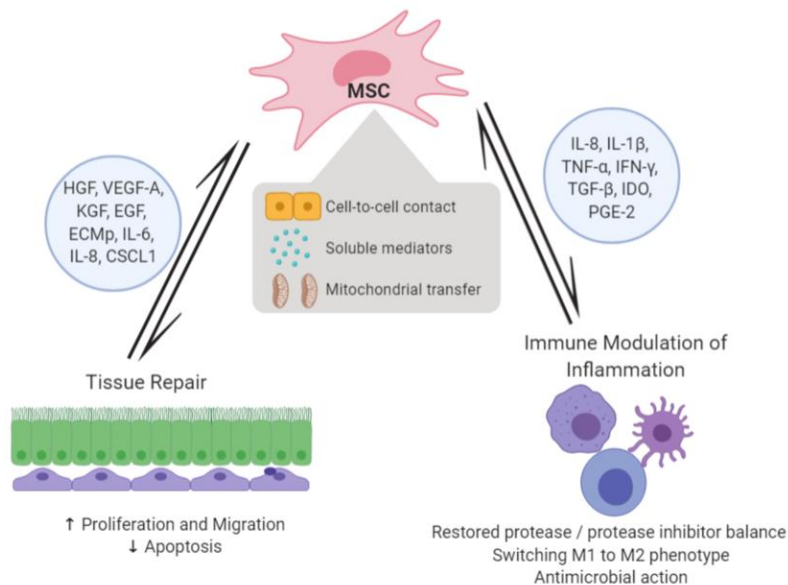 MSC
HGF, VEGF-A,
KGF, EGF,
ECMp, IL-6,
IL-8, CSCL1
IL-8, IL-1β,
TNF-α, IFN-γ,
TGF-β, IDO,
PGE-2
Cell-to-cell contact
Soluble mediators
Mitochondrial transfer
Tissue Repair
↑ Proliferation and Migration
↓ Apoptosis
Immune Modulation of
Inflammation
Restored protease / protease inhibitor balance
Switching M1 to M2 phenotype
Antimicrobial action